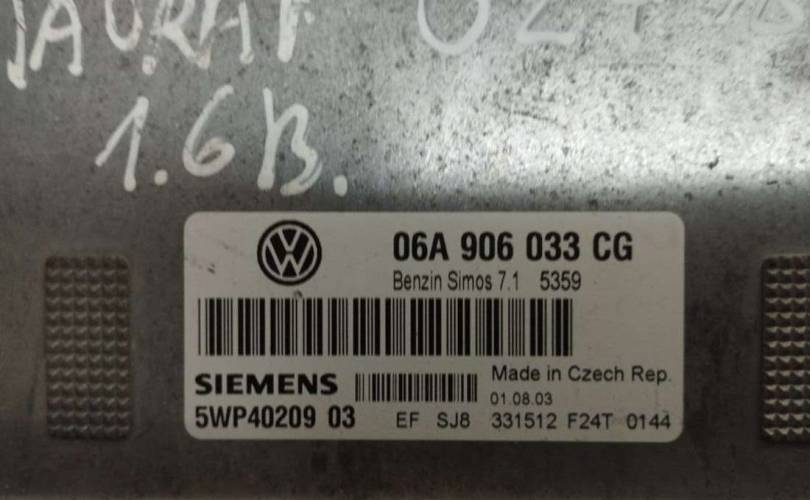 1.6B.
06A 906 033 CG
Benzin Simos 7.1 5359
SIEMENS
Made in Czech Rep.
01.08.03
5WP40209 03
EF SJ8 331512 F24T 0144